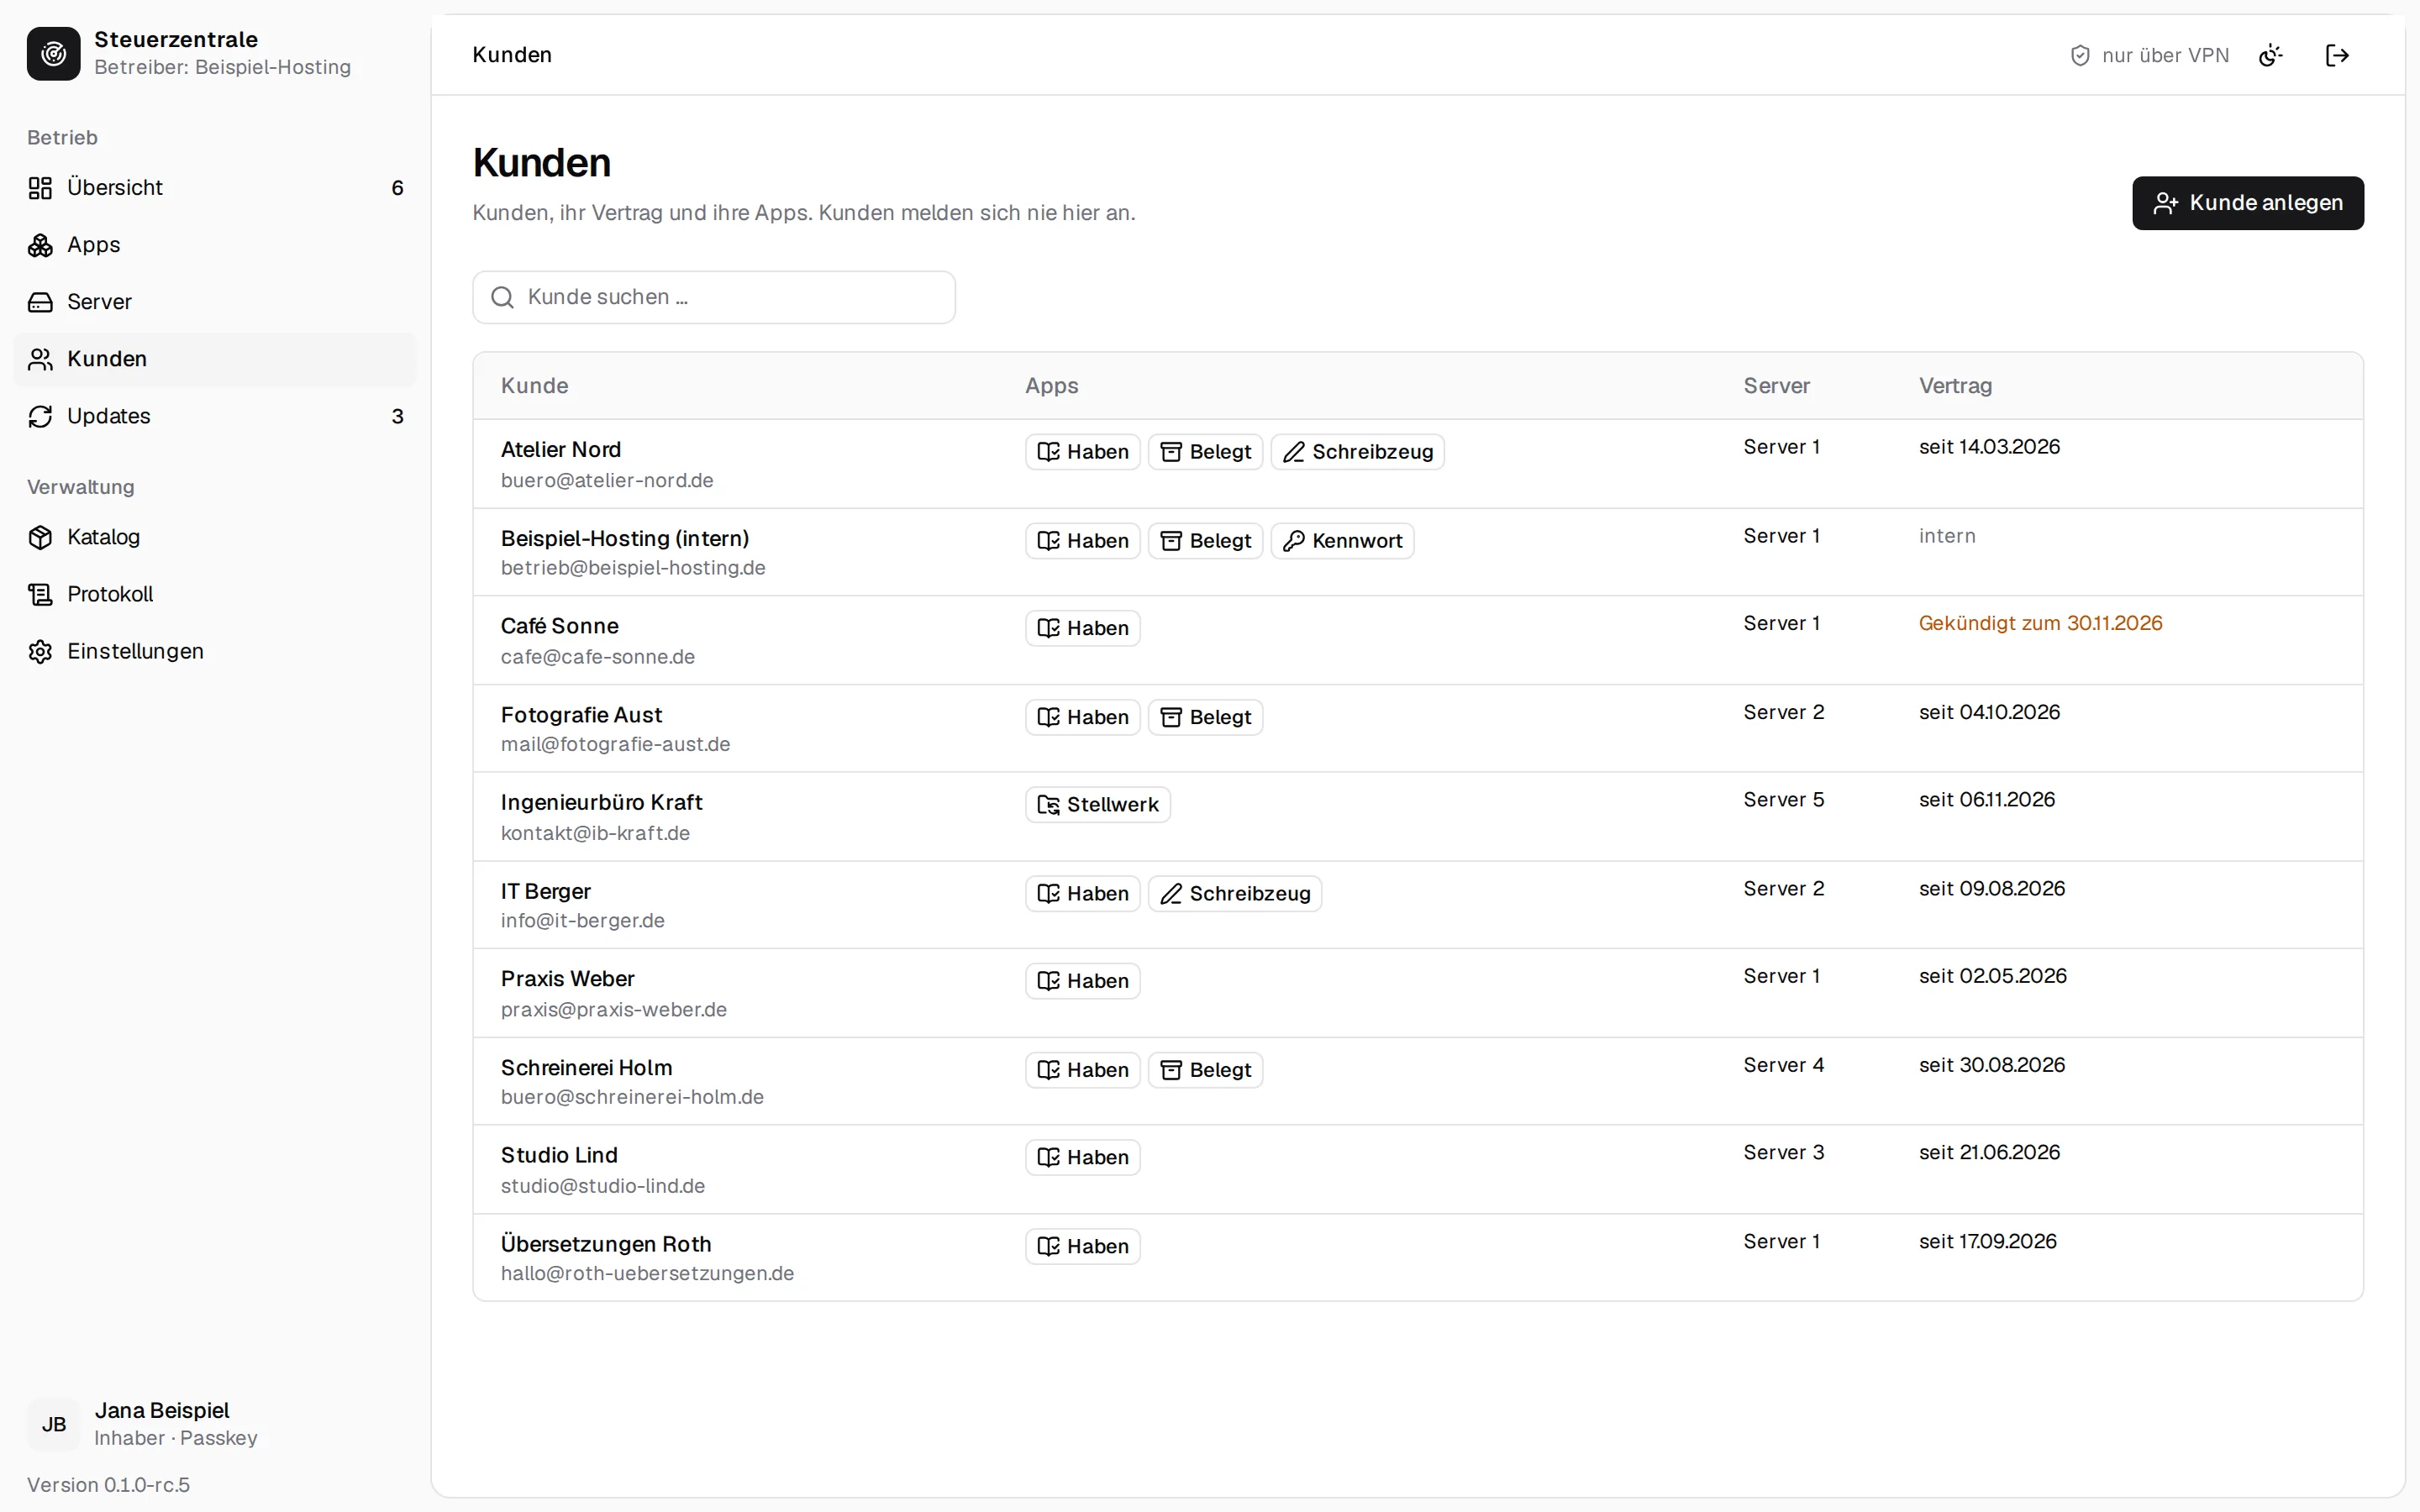 Steuerzentrale
Betreiber: Beispiel-Hosting
Betrieb
Übersicht 6
Apps
Server
Kunden
Updates 3
Verwaltung
Katalog
Protokoll
Einstellungen
JB
Jana Beispiel
Inhaber · Passkey
Version 0.1.0-rc.5
Kunden
nur über VPN
Kunden
Kunden, ihr Vertrag und ihre Apps. Kunden melden sich nie hier an.
Kunde anlegen
Kunde suchen ...
Kunde Apps Server Vertrag
Atelier Nord Haben Belegt Schreibzeug Server 1 seit 14.03.2026
buero@atelier-nord.de
Beispiel-Hosting (intern) Haben Belegt Kennwort Server 1 intern
betrieb@beispiel-hosting.de
Café Sonne Haben Server 1 Gekündigt zum 30.11.2026
cafe@cafe-sonne.de
Fotografie Aust Haben Belegt Server 2 seit 04.10.2026
mail@fotografie-aust.de
Ingenieurbüro Kraft Stellwerk Server 5 seit 06.11.2026
kontakt@ib-kraft.de
IT Berger Haben Schreibzeug Server 2 seit 09.08.2026
info@it-berger.de
Praxis Weber Haben Server 1 seit 02.05.2026
praxis@praxis-weber.de
Schreinerei Holm Haben Belegt Server 4 seit 30.08.2026
buero@schreinerei-holm.de
Studio Lind Haben Server 3 seit 21.06.2026
studio@studio-lind.de
Übersetzungen Roth Haben Server 1 seit 17.09.2026
hallo@roth-uebersetzungen.de